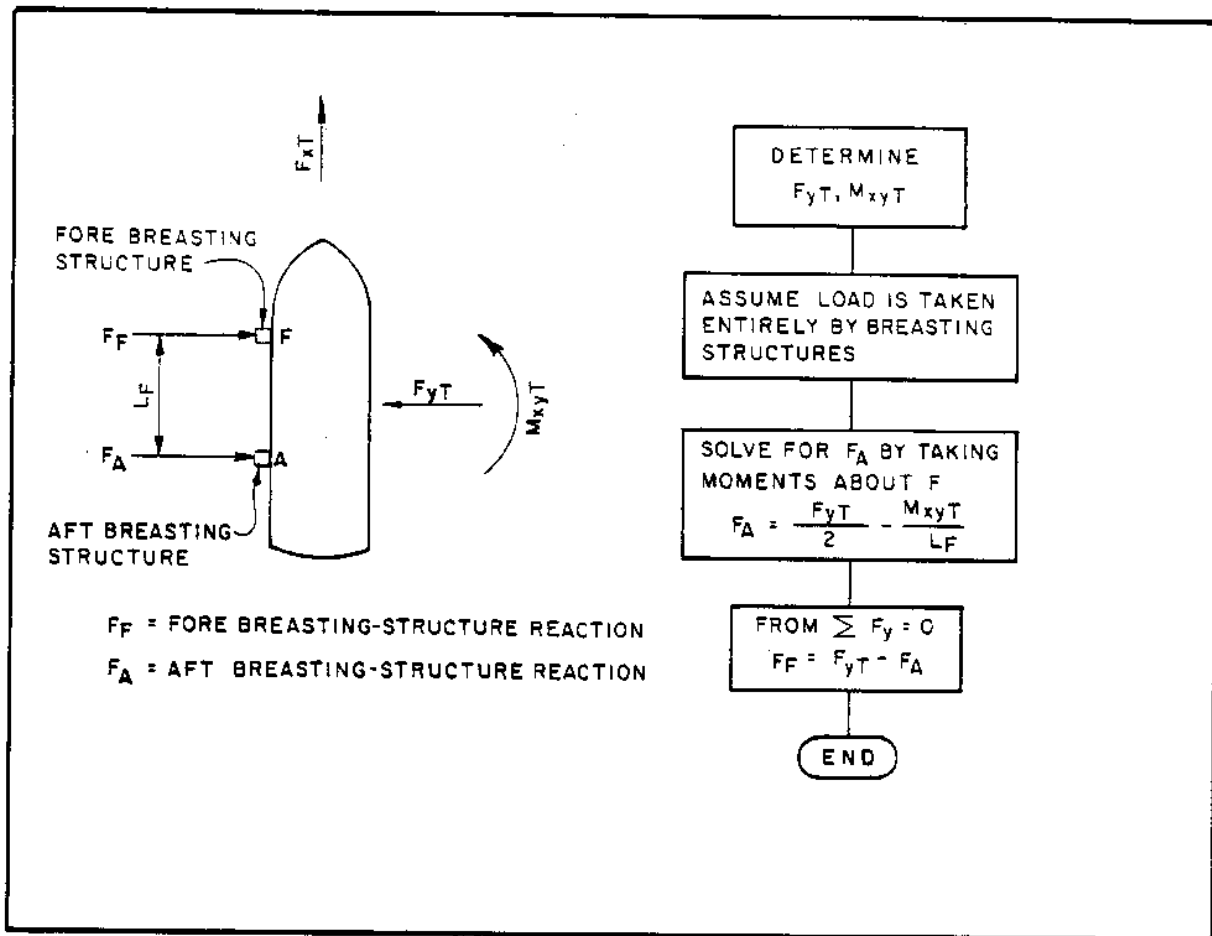 FxT
FORE BREASTING
STRUCTURE
FF
F
LF
FyT
MxyT
FA
A
AFT BREASTING
STRUCTURE
FF = FORE BREASTING-STRUCTURE REACTION
FA = AFT BREASTING-STRUCTURE REACTION
DETERMINE
FyT, MxyT
ASSUME LOAD IS TAKEN
ENTIRELY BY BREASTING
STRUCTURES
SOLVE FOR FA BY TAKING
MOMENTS ABOUT F
FA = FyT/2 - MxyT/LF
FROM ∑ Fy = 0
FF = FyT - FA
END